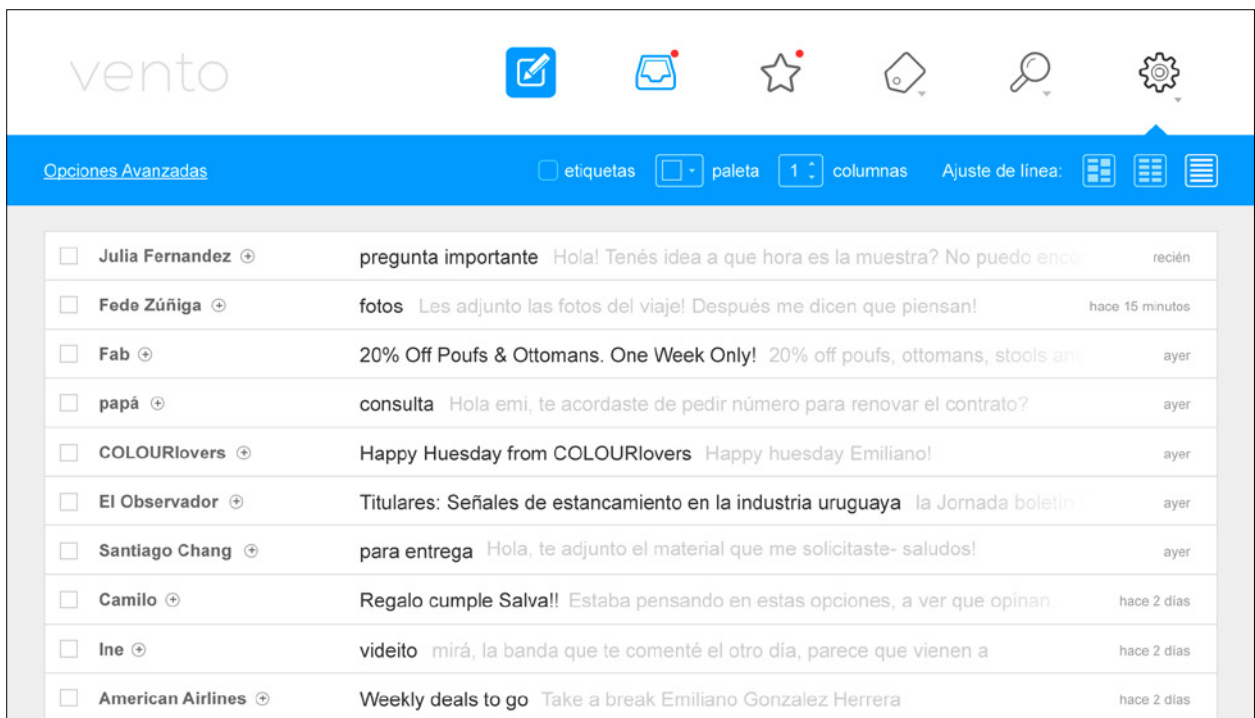 vento
Opciones Avanzadas etiquetas paleta 1 columnas Ajuste de línea:
Julia Fernandez pregunta importante Hola! Tenés idea a que hora es la muestra? No puedo recién
Fede Zúñiga fotos Les adjunto las fotos del viaje! Después me dicen que piensan! hace 15 minutos
Fab 20% Off Poufs & Ottomans. One Week Only! 20% off poufs, ottomans, stools and ayer
papá consulta Hola emi, te acordaste de pedir número para renovar el contrato? ayer
COLOURlovers Happy Huesday from COLOURlovers Happy huesday Emiliano! ayer
El Observador Titulares: Señales de estancamiento en la industria uruguaya la Jornada boletin ayer
Santiago Chang para entrega Hola, te adjunto el material que me solicitaste- saludos! ayer
Camilo Regalo cumple Salva!! Estaba pensando en estas opciones, a ver que opinan. hace 2 días
Ine videito mirá, la banda que te comenté el otro día, parece que vienen a hace 2 días
American Airlines Weekly deals to go Take a break Emiliano Gonzalez Herrera hace 2 días